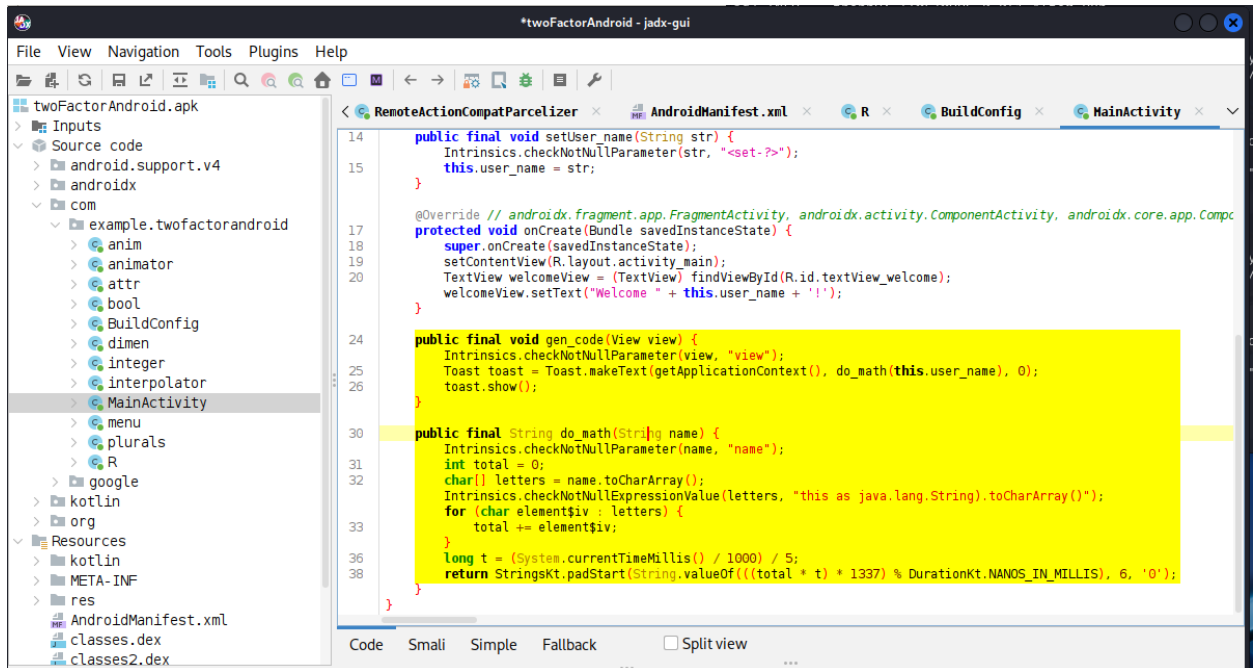 *twoFactorAndroid - jadx-gui
File View Navigation Tools Plugins Help
twoFactorAndroid.apk
Inputs
Source code
android.support.v4
androidx
com
example.twofactorandroid
anim
animator
attr
bool
BuildConfig
dimen
integer
interpolator
MainActivity
menu
plurals
R
google
kotlin
org
Resources
kotlin
META-INF
res
AndroidManifest.xml
classes.dex
classes2.dex
RemoteActionCompatParcelizer AndroidManifest.xml R BuildConfig MainActivity
14 public final void setUser_name(String str) {
Intrinsics.checkNotNullParameter(str, "<set-?>");
15 this.user_name = str;
}
@Override // androidx.fragment.app.FragmentActivity, androidx.activity.ComponentActivity, androidx.core.app.Compo
17 protected void onCreate(Bundle savedInstanceState) {
18 super.onCreate(savedInstanceState);
19 setContentView(R.layout.activity_main);
20 TextView welcomeView = (TextView) findViewById(R.id.textView_welcome);
welcomeView.setText("Welcome " + this.user_name + '!');
}
24 public final void gen_code(View view) {
Intrinsics.checkNotNullParameter(view, "view");
25 Toast toast = Toast.makeText(getApplicationContext(), do_math(this.user_name), 0);
26 toast.show();
}
30 public final String do_math(String name) {
Intrinsics.checkNotNullParameter(name, "name");
31 int total = 0;
32 char[] letters = name.toCharArray();
Intrinsics.checkNotNullExpressionValue(letters, "this as java.lang.String).toCharArray()");
for (char element$iv : letters) {
33 total += element$iv;
}
36 long t = (System.currentTimeMillis() / 1000) / 5;
38 return StringsKt.padStart(String.valueOf(((total * t) * 1337) % DurationKt.NANOS_IN_MILLIS), 6, '0');
}
}
Code Smali Simple Fallback Split view